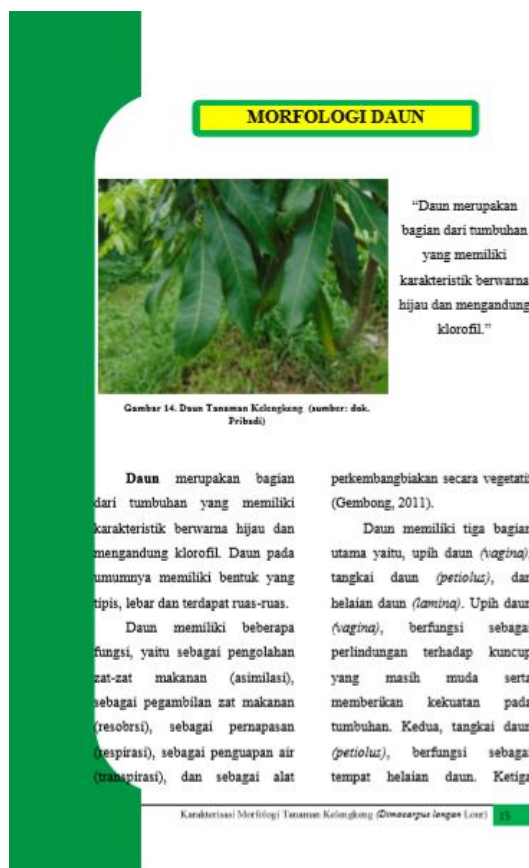 MORFOLOGI DAUN
“Daun merupakan
bagian dari tumbuhan
yang memiliki
karakteristik berwarna
hijau dan mengandung
klorofil.”
Gambar 14. Daun Tanaman Kelengkeng (sumber: dok.
Pribadi)
Daun merupakan bagian
dari tumbuhan yang memiliki
karakteristik berwarna hijau dan
mengandung klorofil. Daun pada
umumnya memiliki bentuk yang
tipis, lebar dan terdapat ruas-ruas.
Daun memiliki beberapa
fungsi, yaitu sebagai pengolahan
zat-zat makanan (asimilasi),
sebagai pegambilan zat makanan
(resobrsi), sebagai pernapasan
(respirasi), sebagai penguapan air
(transpirasi), dan sebagai alat
perkembangbiakan secara vegetatif
(Gembong, 2011).
Daun memiliki tiga bagian
utama yaitu, upih daun (vagina),
tangkai daun (petiolus), dan
helaian daun (lamina). Upih daun
(vagina), berfungsi sebagai
perlindungan terhadap kuncup
yang masih muda serta
memberikan kekuatan pada
tumbuhan. Kedua, tangkai daun
(petiolus), berfungsi sebagai
tempat helaian daun. Ketiga
Karakterisasi Morfologi Tanaman Kelengkeng (Dimocarpus longan Lour) 15